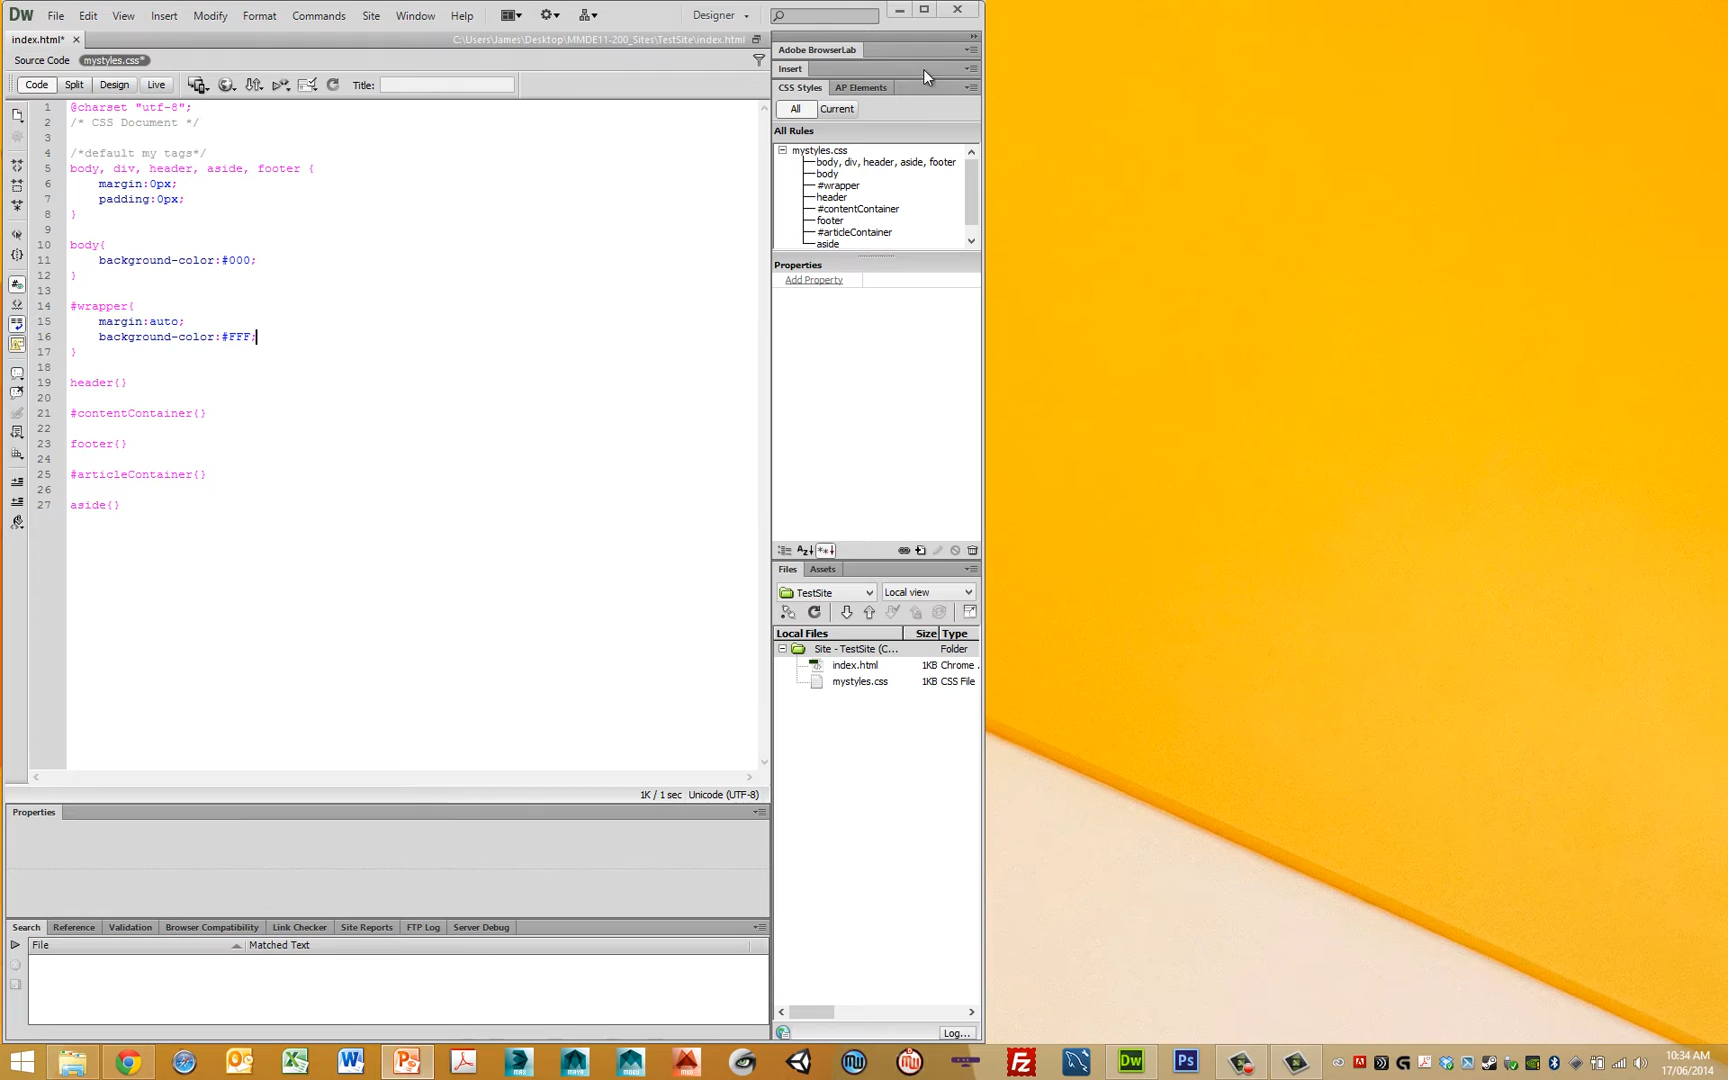 Dw File Edit View Insert Modify Format Commands Site Window Help Designer
index.html* C:\Users\James\Desktop\MMDE11-200_Sites\TestSite\index.html
Source Code mystyles.css*
Code Split Design Live Title:
1 @charset "utf-8";
2 /* CSS Document */
3
4 /*default my tags*/
5 body, div, header, aside, footer {
6 margin:0px;
7 padding:0px;
8 }
9
10 body{
11 background-color:#000;
12 }
13
14 #wrapper{
15 margin:auto;
16 background-color:#FFF;
17 }
18
19 header{}
20
21 #contentContainer{}
22
23 footer{}
24
25 #articleContainer{}
26
27 aside{}
1K / 1 sec Unicode (UTF-8)
Properties
Search Reference Validation Browser Compatibility Link Checker Site Reports FTP Log Server Debug
File Matched Text
Adobe BrowserLab
Insert
CSS Styles AP Elements
All Current
All Rules
mystyles.css
body, div, header, aside, footer
body
#wrapper
header
#contentContainer
footer
#articleContainer
aside
Properties
Add Property
Files Assets
TestSite Local view
Local Files Size Type
Site - TestSite (C... Folder
index.html 1KB Chrome .
mystyles.css 1KB CSS File
Log...
Dw Ps
10:34 AM
17/06/2014